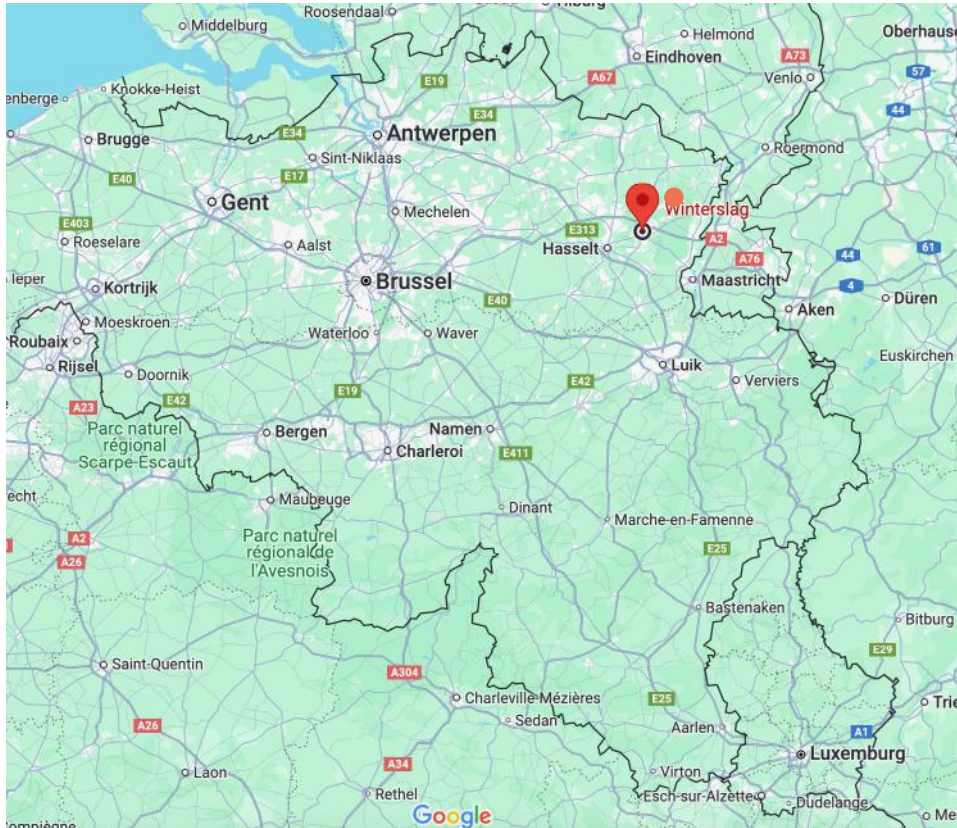 Roosendaal
Tilburg
Middelburg
Helmond
Oberhaus
Eindhoven
A73
A67
57
Venlo
enberge
Knokke-Heist
E19
44
E34
E34
Antwerpen
Brugge
Roermond
Sint-Niklaas
E17
E40
Gent
Mechelen
Winterslag
E403
E313
Roeselare
Aalst
Hasselt
A2
44
61
A76
Ieper
Brussel
Maastricht
Kortrijk
4
Düren
E40
Aken
Moeskroen
Waterloo
Waver
Roubaix
Euskirchen
Rijsel
Luik
Doornik
Verviers
E19
E42
A23
E42
Parc naturel
régional
Scarpe-Escaut
Bergen
Namen
Charleroi
E411
echt
Maubeuge
Dinant
Marche-en-Famenne
A2
Parc naturel
régional de
l'Avesnois
A26
E25
Bastenaken
Bitburg
E29
Saint-Quentin
A304
Charleville-Mézières
E25
Trie
Sedan
Aarlen
A26
A1
Luxemburg
A34
Laon
Virton
Rethel
Esch-sur-Alzette
Dudelange
Google
Me
ompiègne